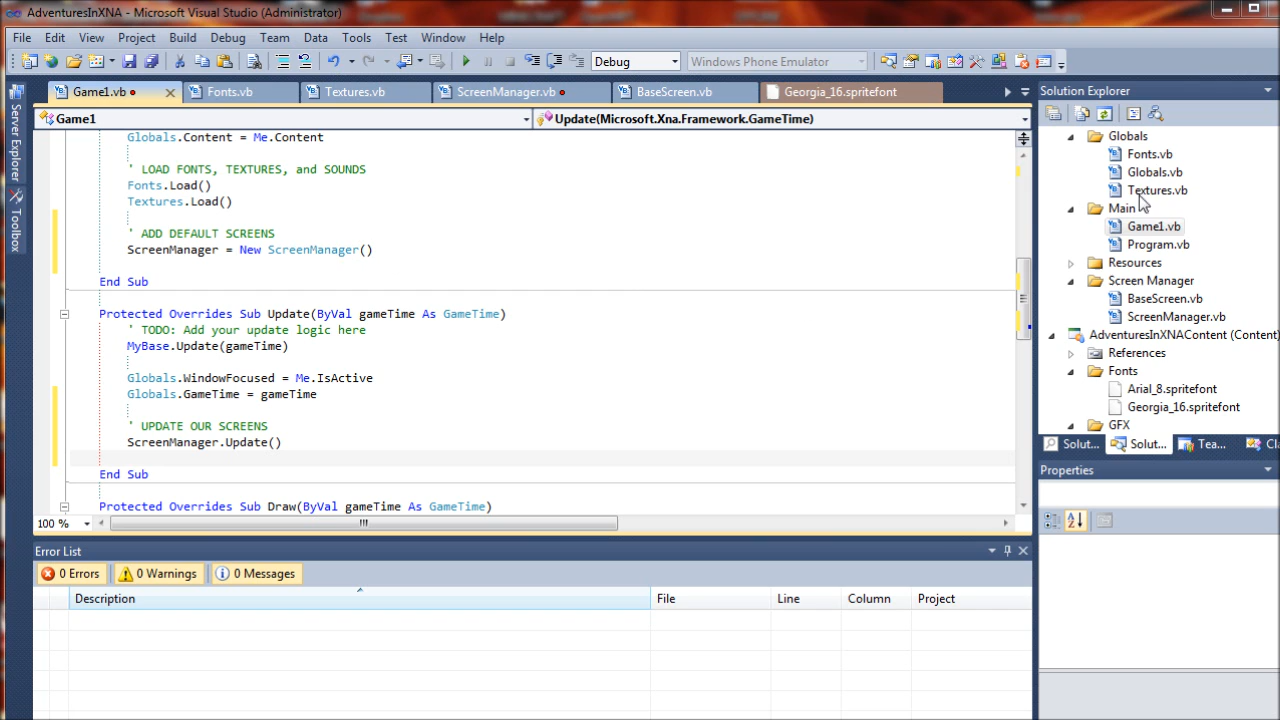 AdventuresInXNA - Microsoft Visual Studio (Administrator)
File Edit View Project Build Debug Team Data Tools Test Window Help
Debug Windows Phone Emulator
Game1.vb Fonts.vb Textures.vb ScreenManager.vb BaseScreen.vb Georgia_16.spritefont
Game1 Update(Microsoft.Xna.Framework.GameTime)
Globals.Content = Me.Content
' LOAD FONTS, TEXTURES, and SOUNDS
Fonts.Load()
Textures.Load()
' ADD DEFAULT SCREENS
ScreenManager = New ScreenManager()
End Sub
Protected Overrides Sub Update(ByVal gameTime As GameTime)
' TODO: Add your update logic here
MyBase.Update(gameTime)
Globals.WindowFocused = Me.IsActive
Globals.GameTime = gameTime
' UPDATE OUR SCREENS
ScreenManager.Update()
End Sub
Protected Overrides Sub Draw(ByVal gameTime As GameTime)
100 %
Server Explorer
Toolbox
Solution Explorer
Globals
Fonts.vb
Globals.vb
Textures.vb
Main
Game1.vb
Program.vb
Resources
Screen Manager
BaseScreen.vb
ScreenManager.vb
AdventuresInXNAContent (Content)
References
Fonts
Arial_8.spritefont
Georgia_16.spritefont
GFX
Solut... Solut... Tea... Cl
Properties
Error List
0 Errors 0 Warnings 0 Messages
Description File Line Column Project